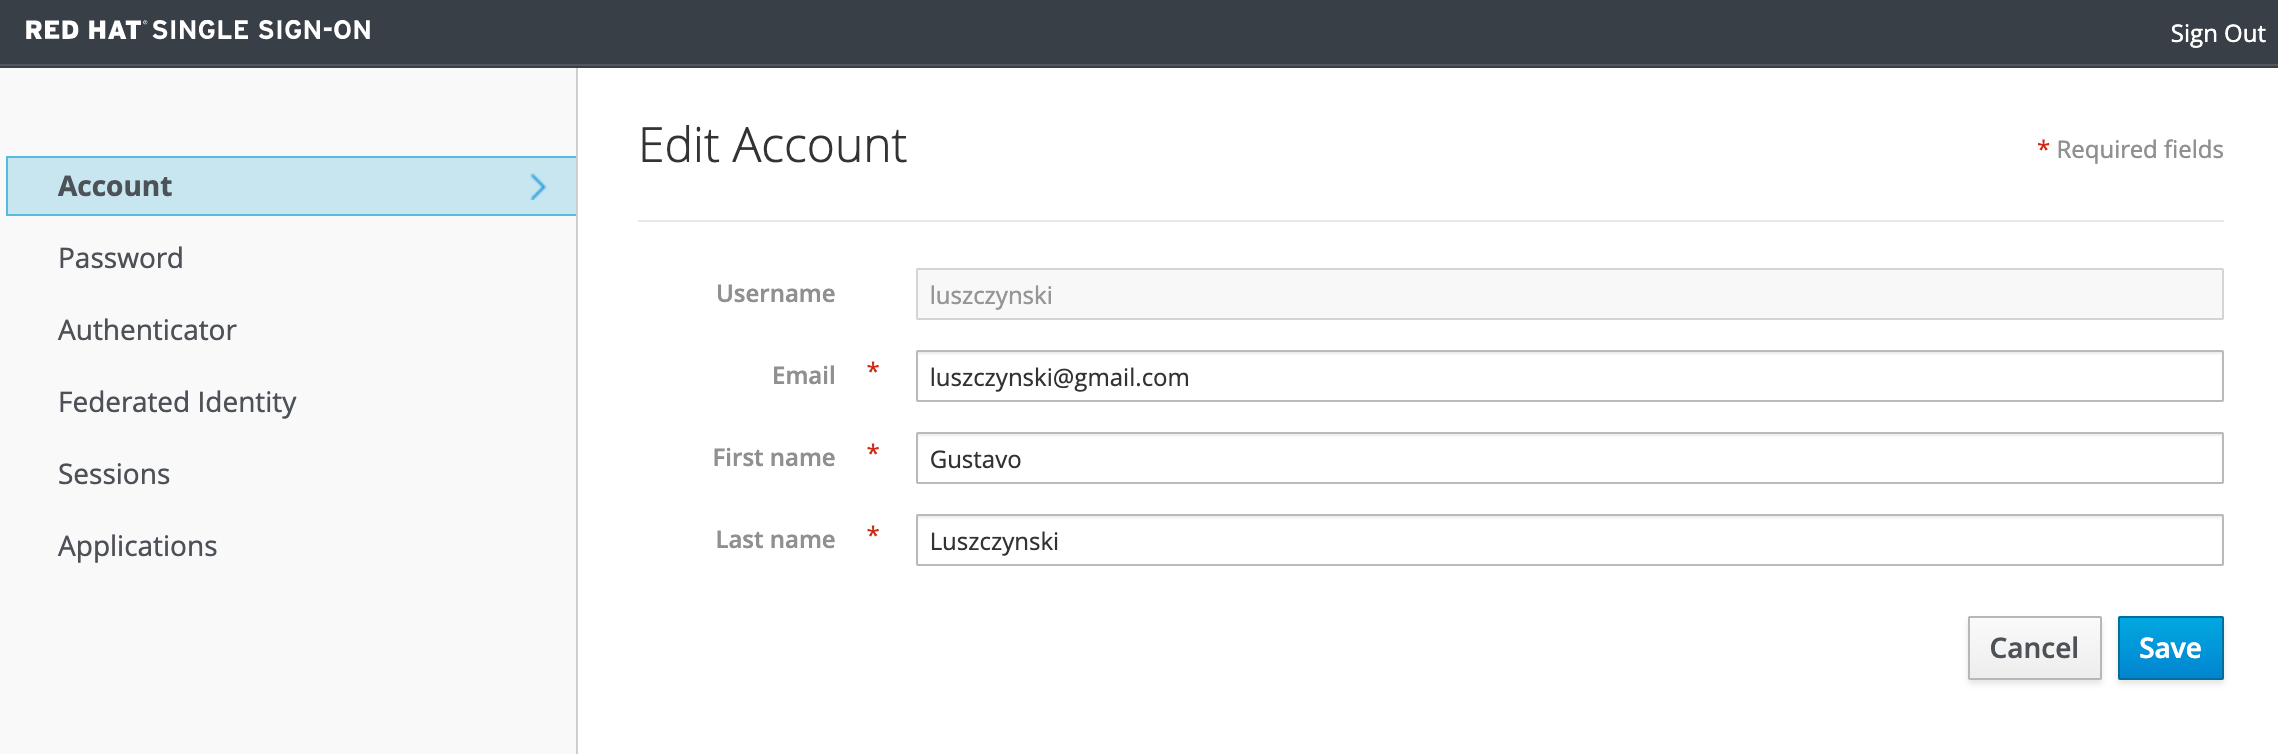 RED HAT® SINGLE SIGN-ON
Sign Out
Account
Password
Authenticator
Federated Identity
Sessions
Applications
Edit Account
* Required fields
Username luszczynski
Email * luszczynski@gmail.com
First name * Gustavo
Last name * Luszczynski
Cancel Save